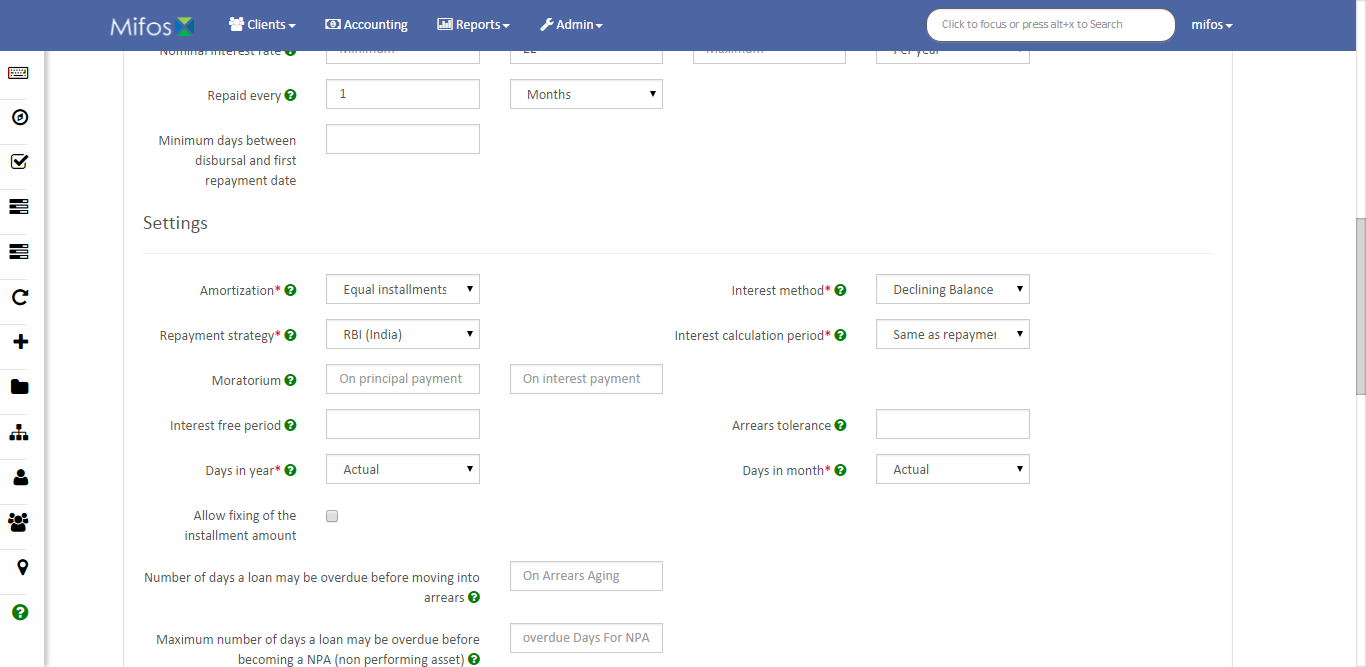 Mifos X Clients Accounting Reports Admin Click to focus or press alt+x to Search mifos
Nominal interest rate Minimum 22 Maximum Per year
Repaid every 1 Months
Minimum days between
disbursal and first
repayment date
Settings
Amortization* Equal installments Interest method* Declining Balance
Repayment strategy* RBI (India) Interest calculation period* Same as repaymen
Moratorium On principal payment On interest payment
Interest free period Arrears tolerance
Days in year* Actual Days in month* Actual
Allow fixing of the
installment amount
Number of days a loan may be overdue before moving into
arrears On Arrears Aging
Maximum number of days a loan may be overdue before
becoming a NPA (non performing asset) overdue Days For NPA